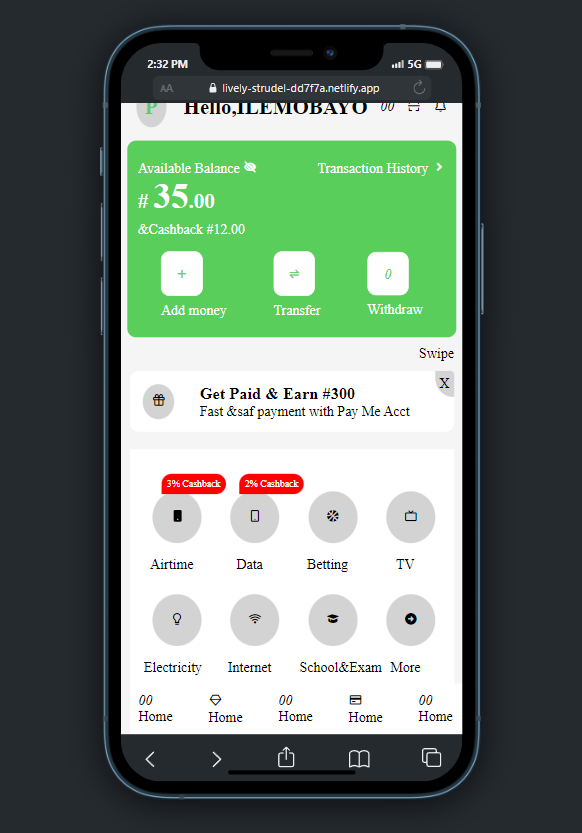 2:32 PM 5G
AA lively-strudel-dd7f7a.netlify.app
P Hello,ILEMOBAYO 00
Available Balance Transaction History
# 35.00
&Cashback #12.00
0
Add money Transfer Withdraw
Swipe
X
Get Paid & Earn #300
Fast &saf payment with Pay Me Acct
3% Cashback 2% Cashback
Airtime Data Betting TV
Electricity Internet School&Exam More
00 00 00
Home Home Home Home Home